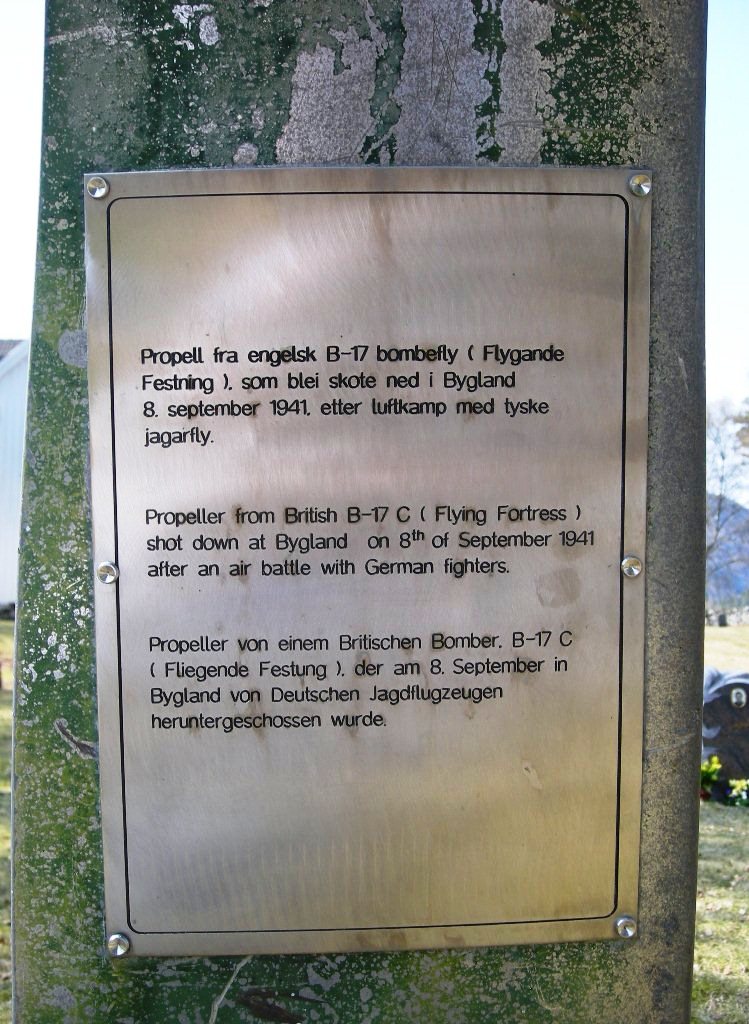 Propell fra engelsk B-17 bombefly ( Flygande
Festning ), som blei skote ned i Bygland
8. september 1941, etter luftkamp med tyske
jagarfly.
Propeller from British B-17 C ( Flying Fortress )
shot down at Bygland on 8th of September 1941
after an air battle with German fighters.
Propeller von einem Britischen Bomber, B-17 C
( Fliegende Festung ), der am 8. September in
Bygland von Deutschen Jagdflugzeugen
heruntergeschossen wurde.